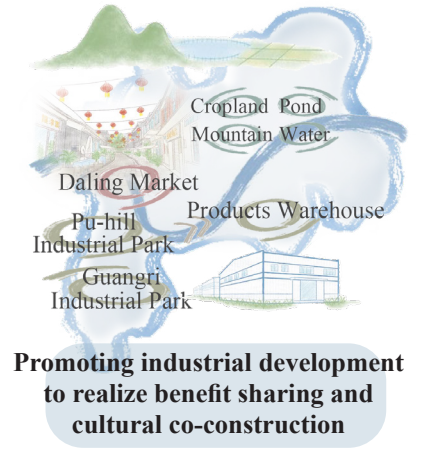 Cropland Pond
Mountain Water
Daling Market
Products Warehouse
Pu-hill
Industrial Park
Guangri
Industrial Park
Promoting industrial development
to realize benefit sharing and
cultural co-construction